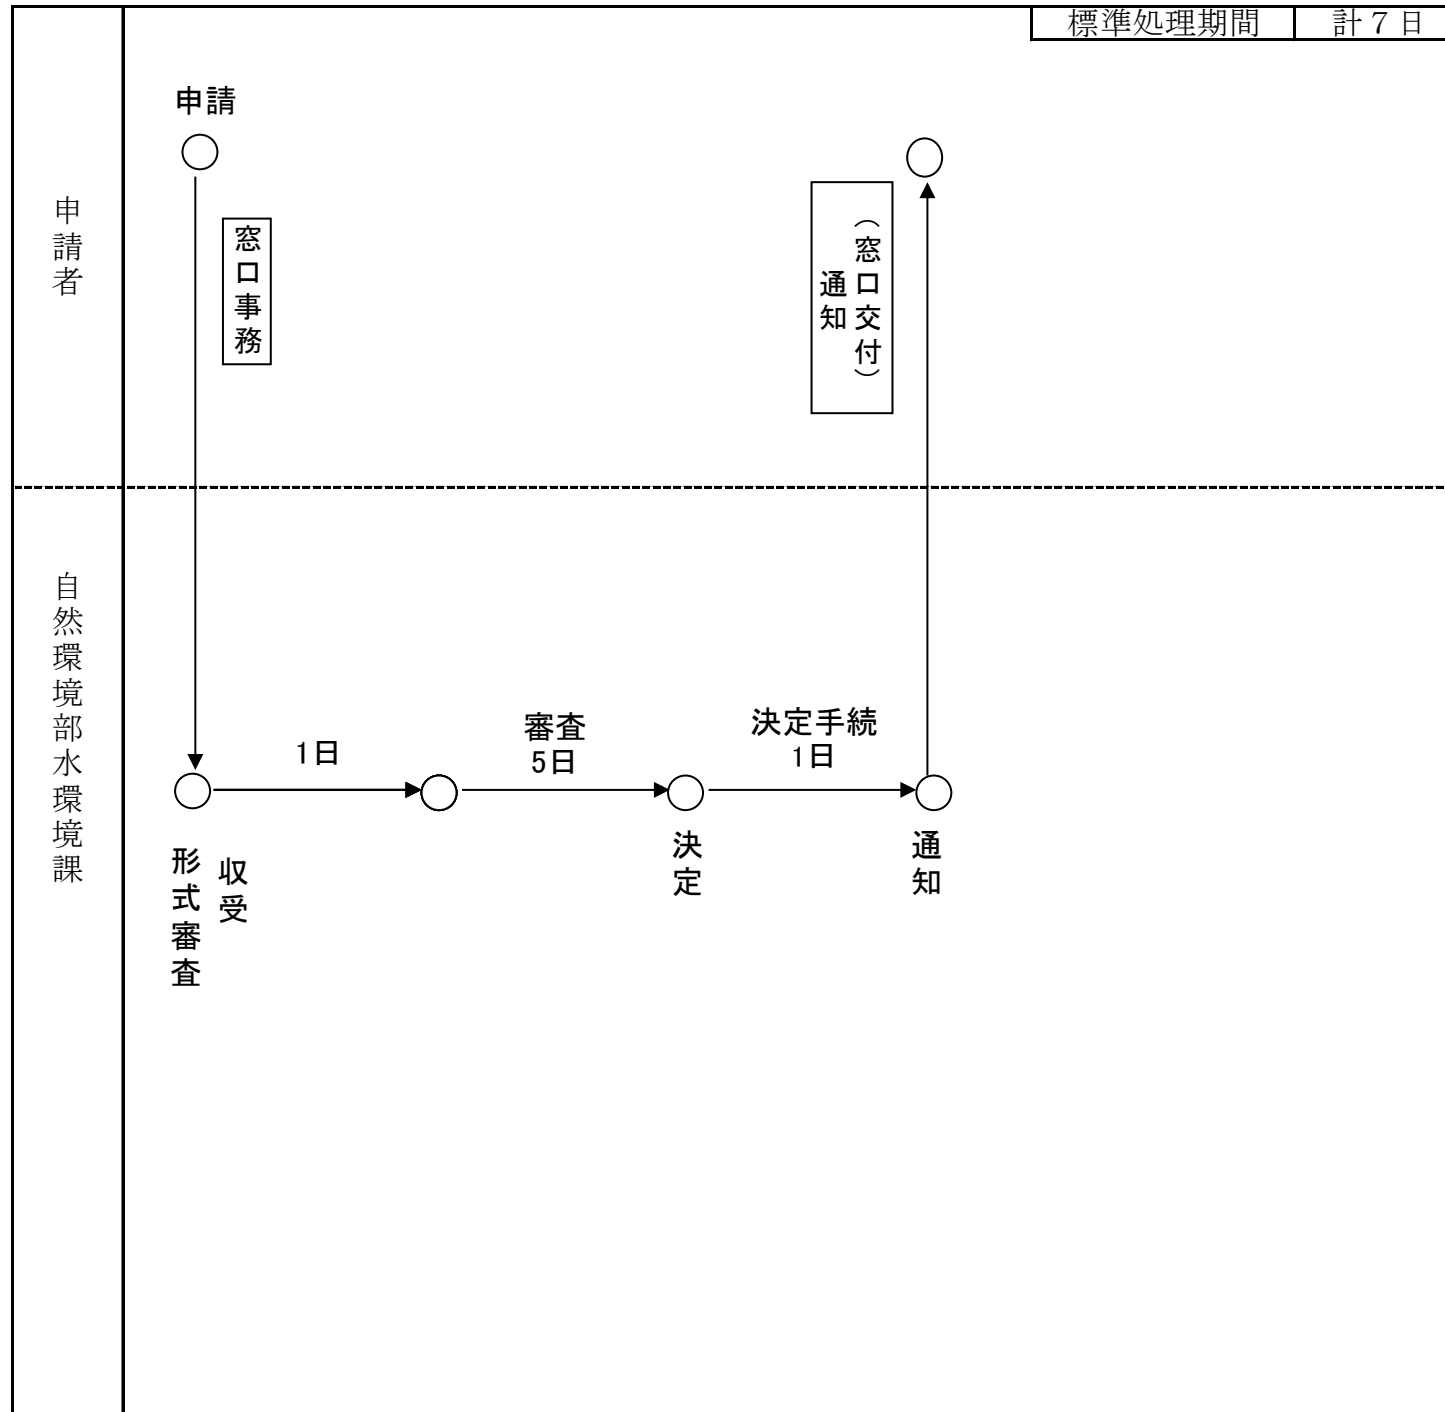 標準処理期間
計７日
申請者
申請
窓口事務
通知
（窓口交付）
自然環境部水環境課
1日
審査
5日
決定手続
1日
収受
形式審査
決定
通知